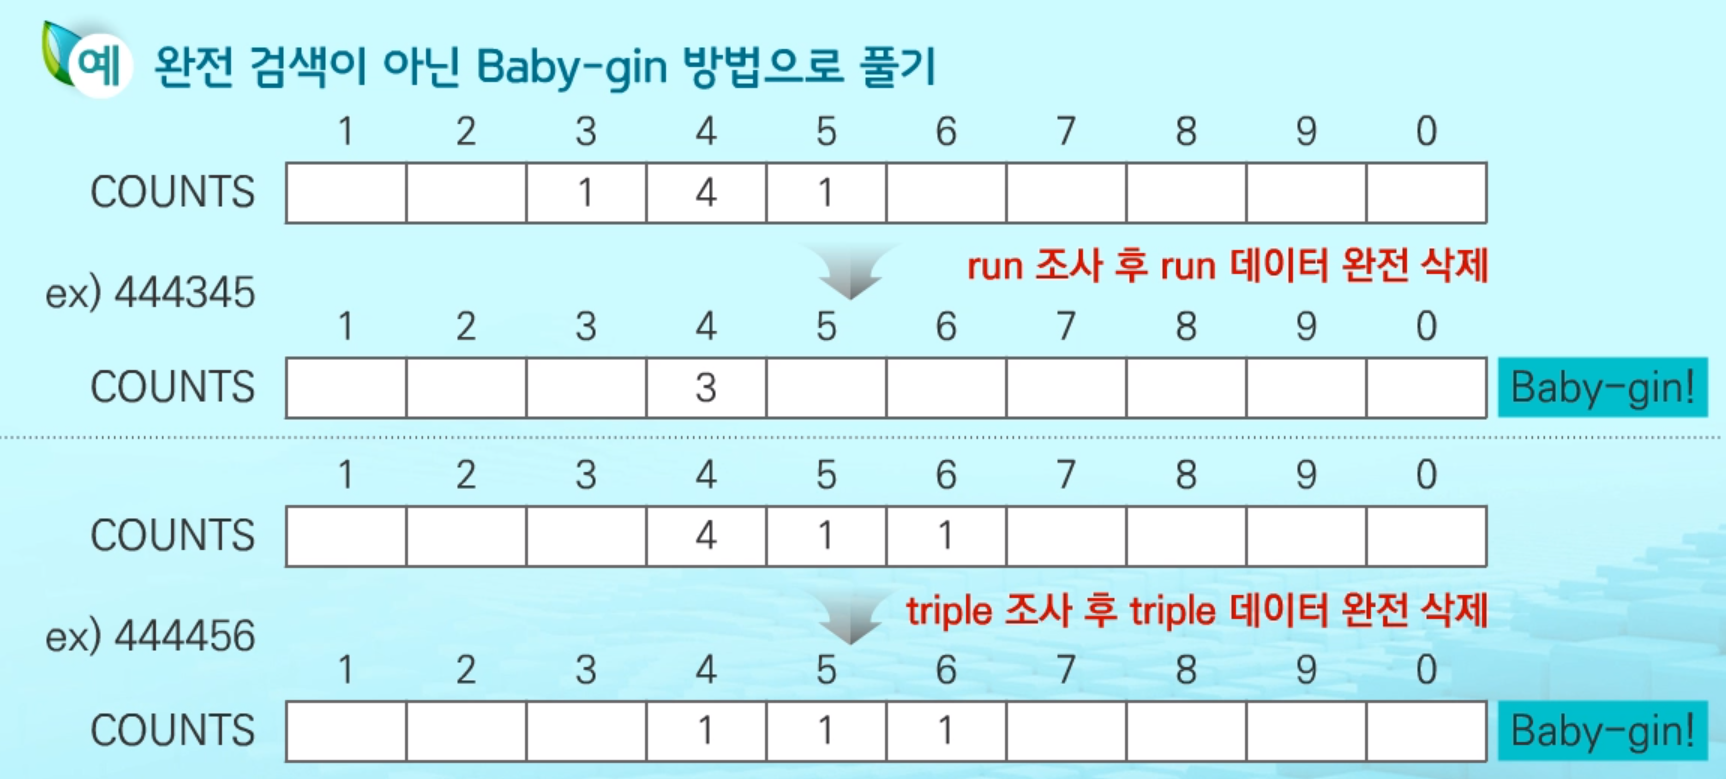 예 완전 검색이 아닌 Baby-gin 방법으로 풀기
1 2 3 4 5 6 7 8 9 0
COUNTS 1 4 1
run 조사 후 run 데이터 완전 삭제
ex) 444345
1 2 3 4 5 6 7 8 9 0
COUNTS 3 Baby-gin!
1 2 3 4 5 6 7 8 9 0
COUNTS 4 1 1
triple 조사 후 triple 데이터 완전 삭제
ex) 444456
1 2 3 4 5 6 7 8 9 0
COUNTS 1 1 1 Baby-gin!